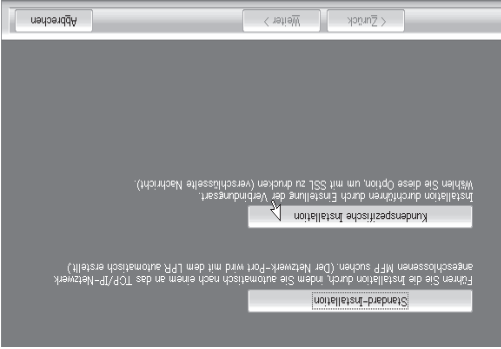 Standard-Installation
Führen Sie die Installation durch, indem Sie automatisch nach einem an das TCP/IP-Netzwerk
angeschlossenen MFP suchen. (Der Netzwerk-Port wird mit dem LPR automatisch erstellt)
Kundenspezifische Installation
Installation durchführen durch Einstellung der Verbindungsart.
Wählen Sie diese Option, um mit SSL zu drucken (verschlüsselte Nachricht).
< Zurück
Weiter >
Abbrechen